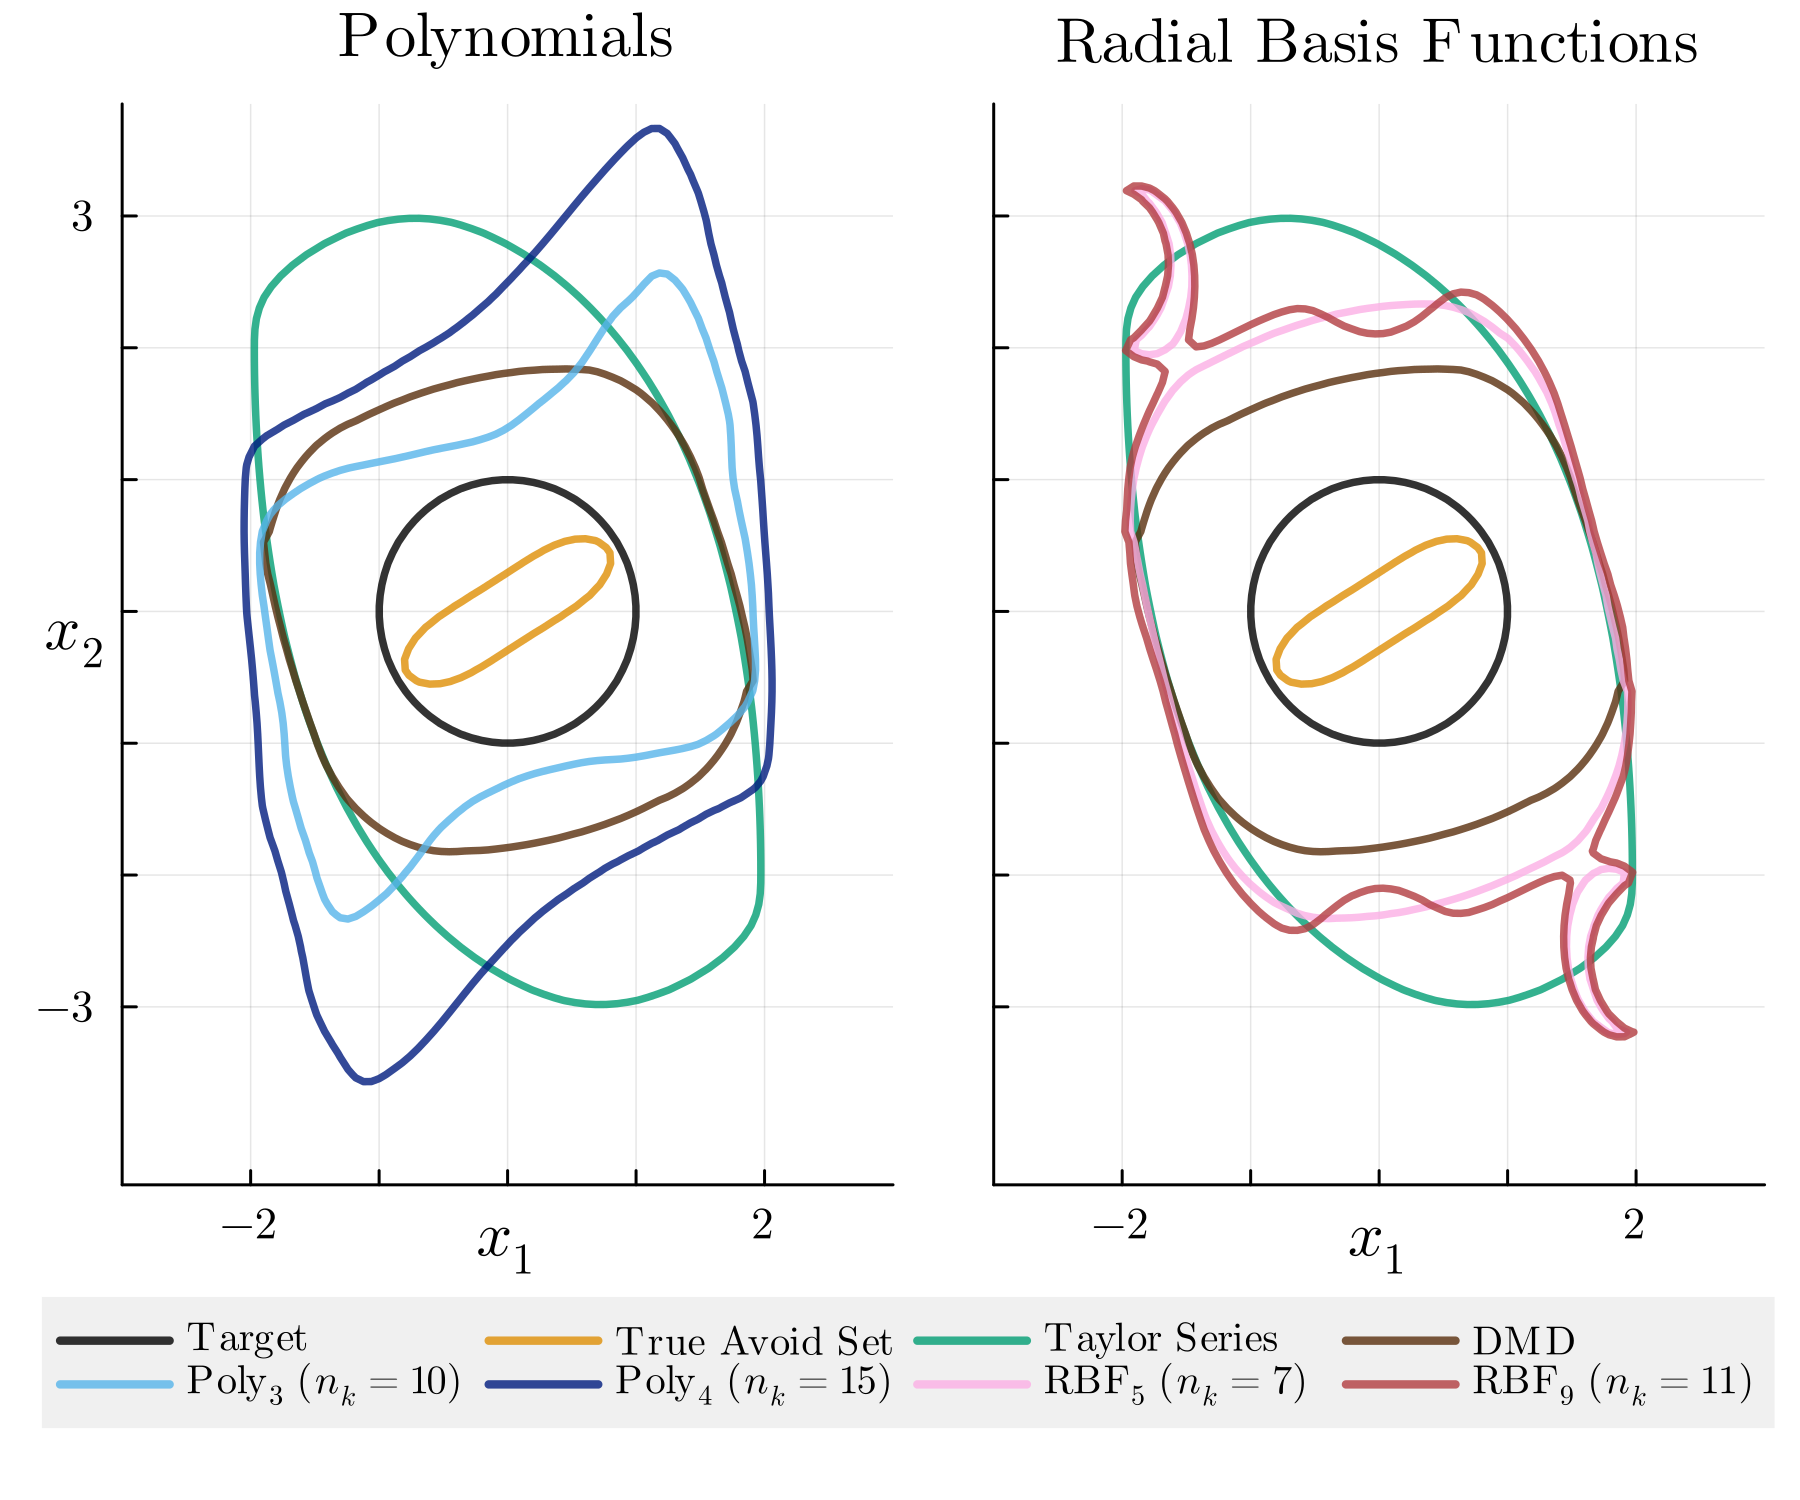 Polynomials
Radial Basis Functions
3
x₂
−3
−2
2
x₁
−2
2
x₁
Target
True Avoid Set
Taylor Series
DMD
Poly₃ (nₖ = 10)
Poly₄ (nₖ = 15)
RBF₅ (nₖ = 7)
RBF₉ (nₖ = 11)